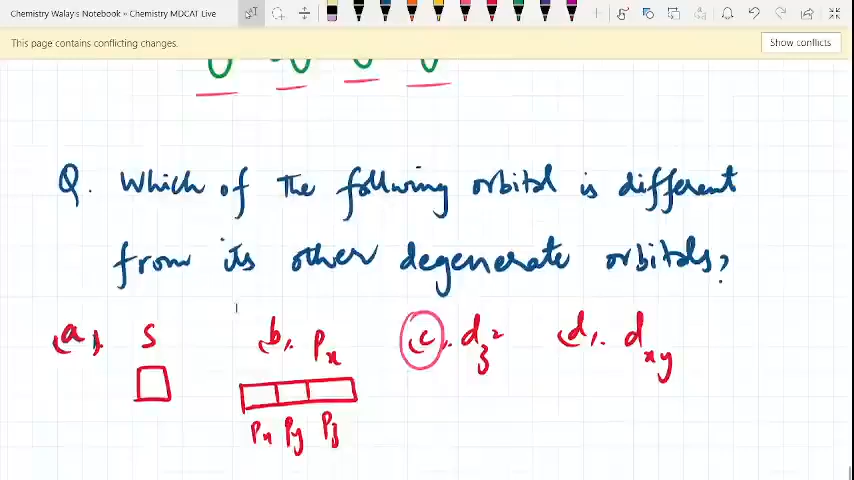 Chemistry Walay's Notebook » Chemistry MDCAT Live
This page contains conflicting changes.
Show conflicts
Q. Which of the following orbital is different
from its other degenerate orbitals?
(a). S (b). Px (c). dz² (d). dxy
Px Py Pz